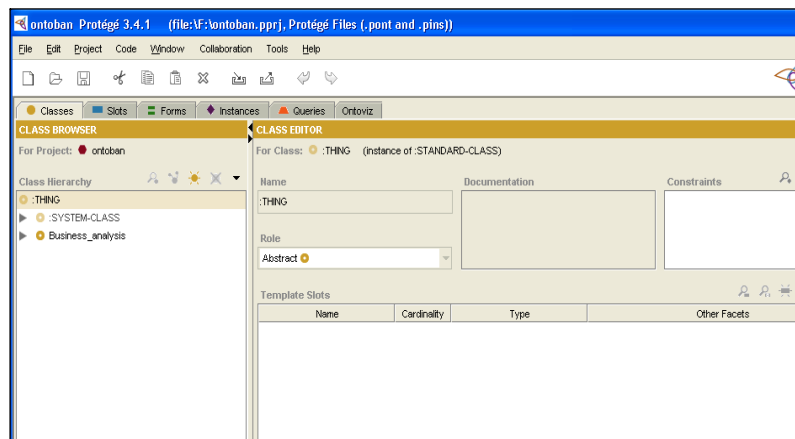 ontoban Protégé 3.4.1 (file:\F:\ontoban.pprj, Protégé Files (.pont and .pins))
File Edit Project Code Window Collaboration Tools Help
Classes Slots Forms Instances Queries Ontoviz
CLASS BROWSER
For Project: ontoban
Class Hierarchy
:THING
:SYSTEM-CLASS
Business_analysis
CLASS EDITOR
For Class: :THING (instance of :STANDARD-CLASS)
Name Documentation Constraints
:THING
Role
Abstract
Template Slots
Name Cardinality Type Other Facets